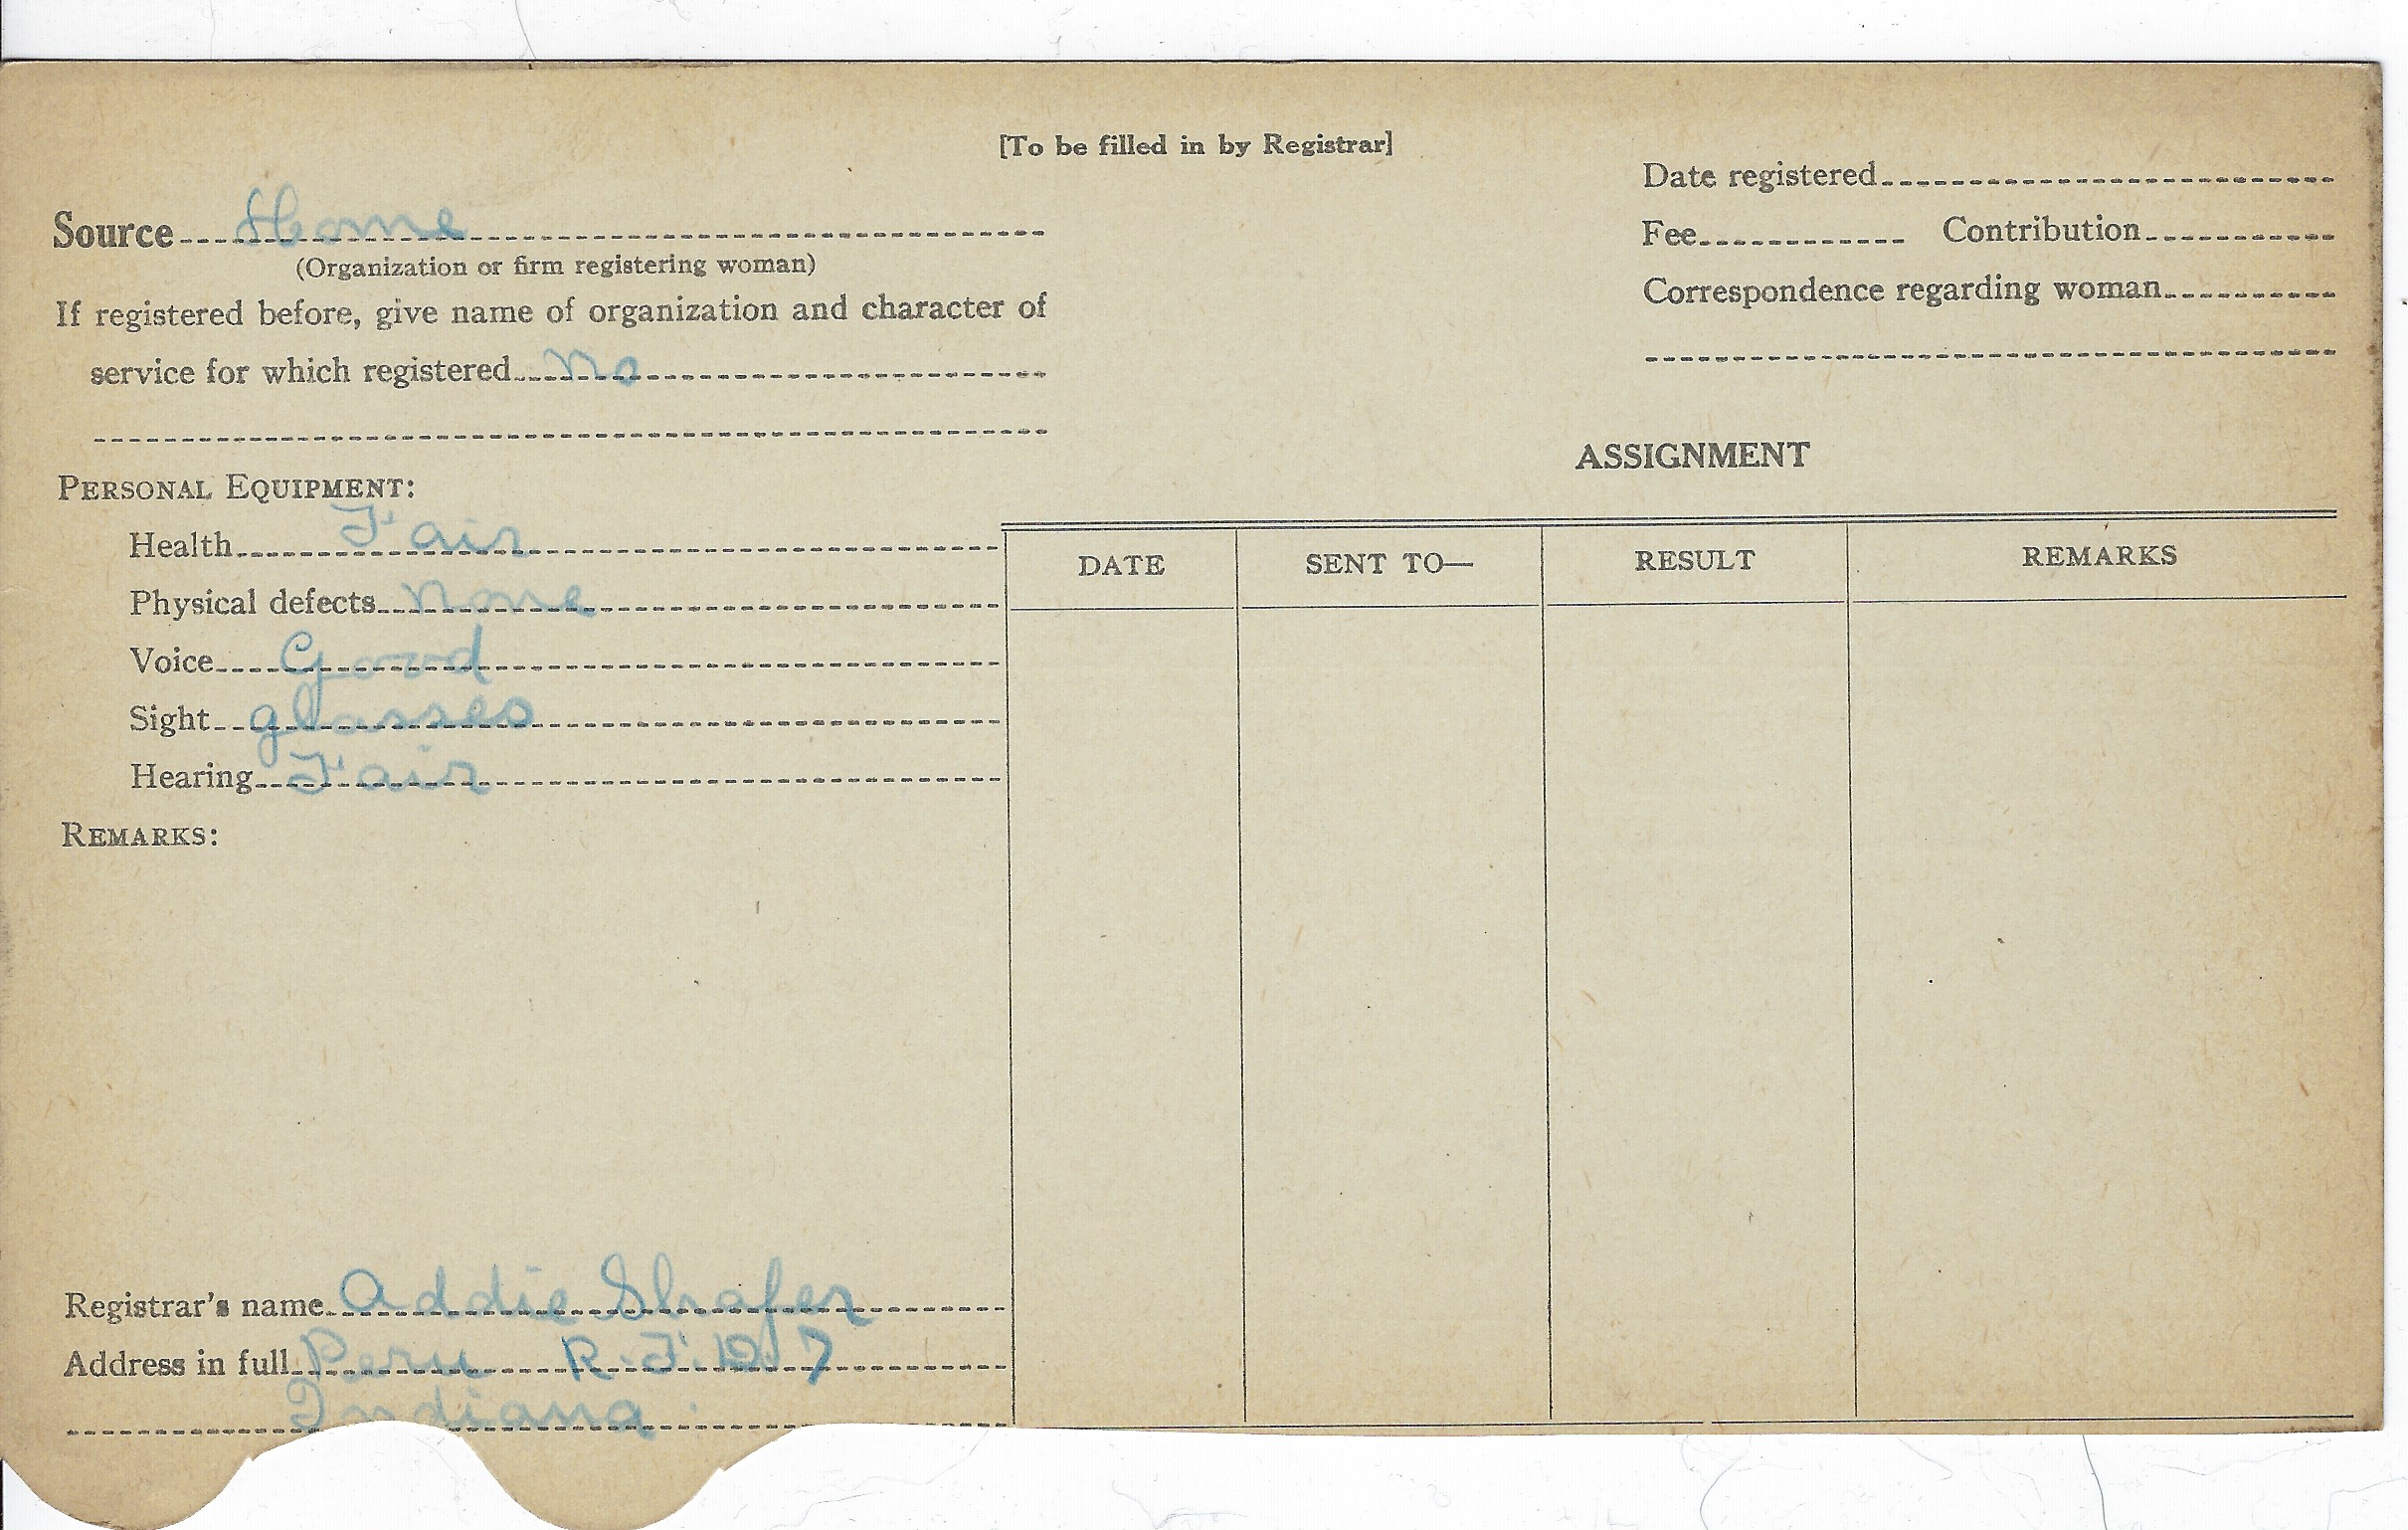 [To be filled in by Registrar]
Source Home
(Organization or firm registering woman)
If registered before, give name of organization and character of
service for which registered No
PERSONAL EQUIPMENT:
Health Fair
Physical defects None
Voice Good
Sight glasses
Hearing Fair
REMARKS:
Registrar's name Addie Shafer
Address in full Peru R.F.D. 7
Indiana
Date registered
Fee Contribution
Correspondence regarding woman
ASSIGNMENT
DATE SENT TO— RESULT REMARKS